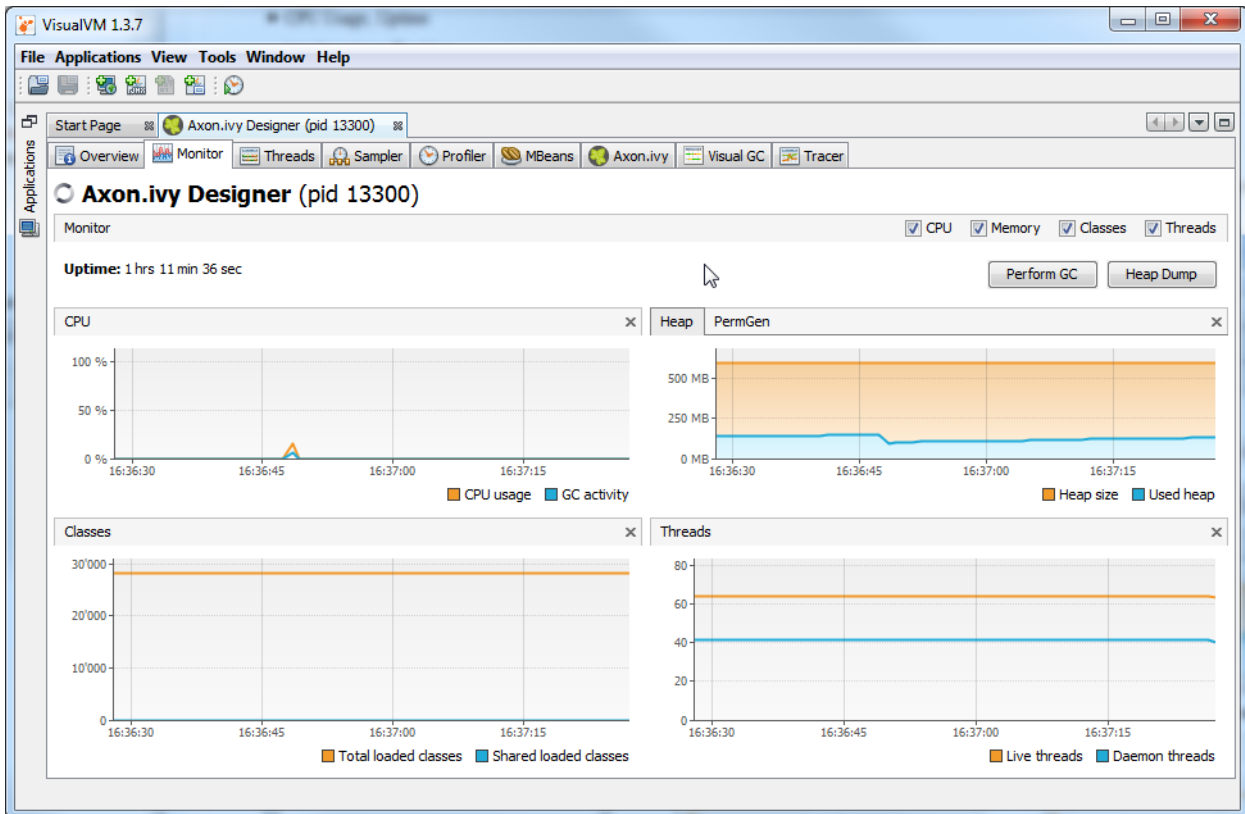 VisualVM 1.3.7
CPU Usage, Uptime
File Applications View Tools Window Help
JMX
Applications
Start Page Axon.ivy Designer (pid 13300)
Overview Monitor Threads Sampler Profiler MBeans Axon.ivy Visual GC Tracer
Axon.ivy Designer (pid 13300)
Monitor CPU Memory Classes Threads
Uptime: 1 hrs 11 min 36 sec Perform GC Heap Dump
CPU
100 %
50 %
0 %
16:36:30 16:36:45 16:37:00 16:37:15
CPU usage GC activity
Heap PermGen
500 MB
250 MB
0 MB
16:36:30 16:36:45 16:37:00 16:37:15
Heap size Used heap
Classes
30'000
20'000
10'000
0
16:36:30 16:36:45 16:37:00 16:37:15
Total loaded classes Shared loaded classes
Threads
80
60
40
20
0
16:36:30 16:36:45 16:37:00 16:37:15
Live threads Daemon threads